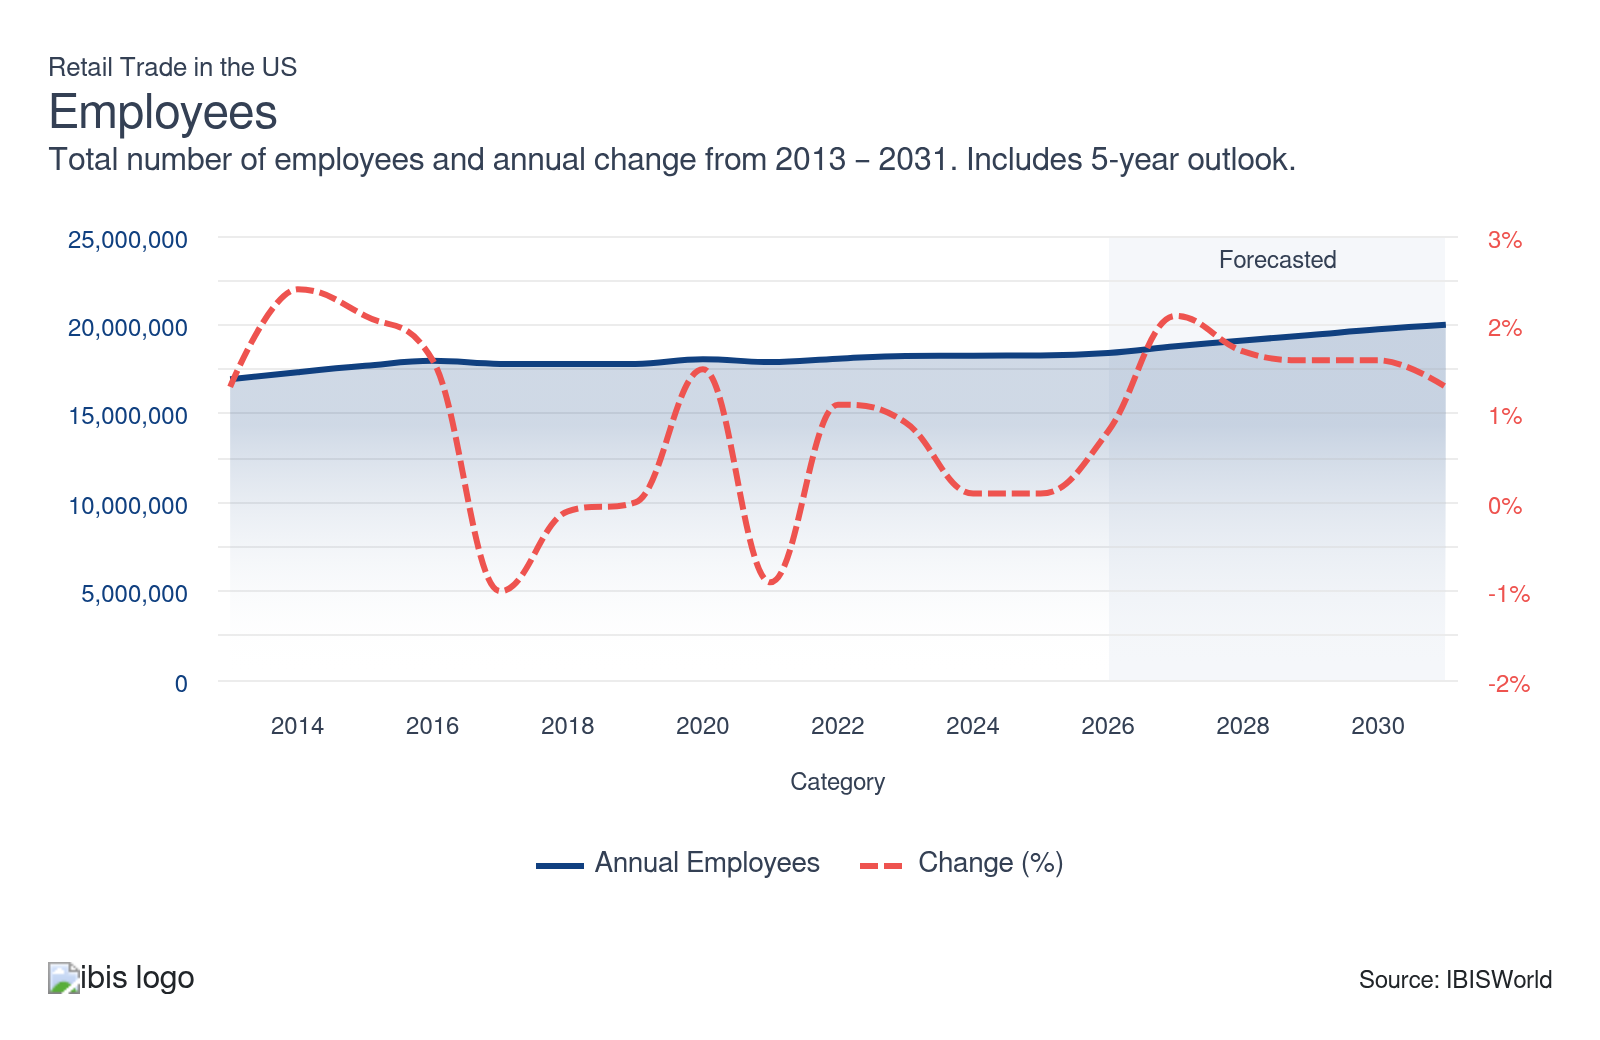 Retail Trade in the US
Employees
Total number of employees and annual change from 2013 – 2031. Includes 5-year outlook.
25,000,000
20,000,000
15,000,000
10,000,000
5,000,000
0
3%
2%
1%
0%
-1%
-2%
Forecasted
2014 2016 2018 2020 2022 2024 2026 2028 2030
Category
Annual Employees Change (%)
ibis logo
Source: IBISWorld